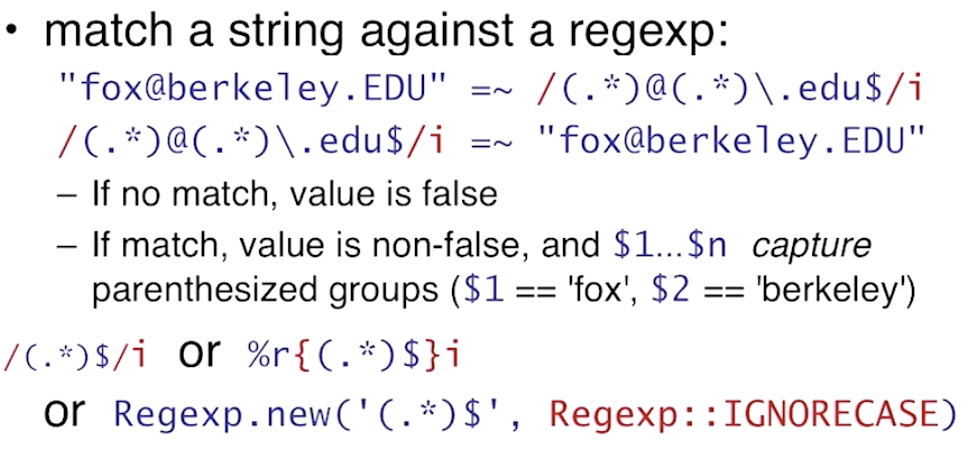 • match a string against a regexp:
"fox@berkeley.EDU" =~ /(.*)@(.*)\.edu$/i
/(.*)@(.*)\.edu$/i =~ "fox@berkeley.EDU"
– If no match, value is false
– If match, value is non-false, and $1...$n capture
parenthesized groups ($1 == 'fox', $2 == 'berkeley')
/(.*)$/i or %r{(.*)$}i
or Regexp.new('(.*)$', Regexp::IGNORECASE)